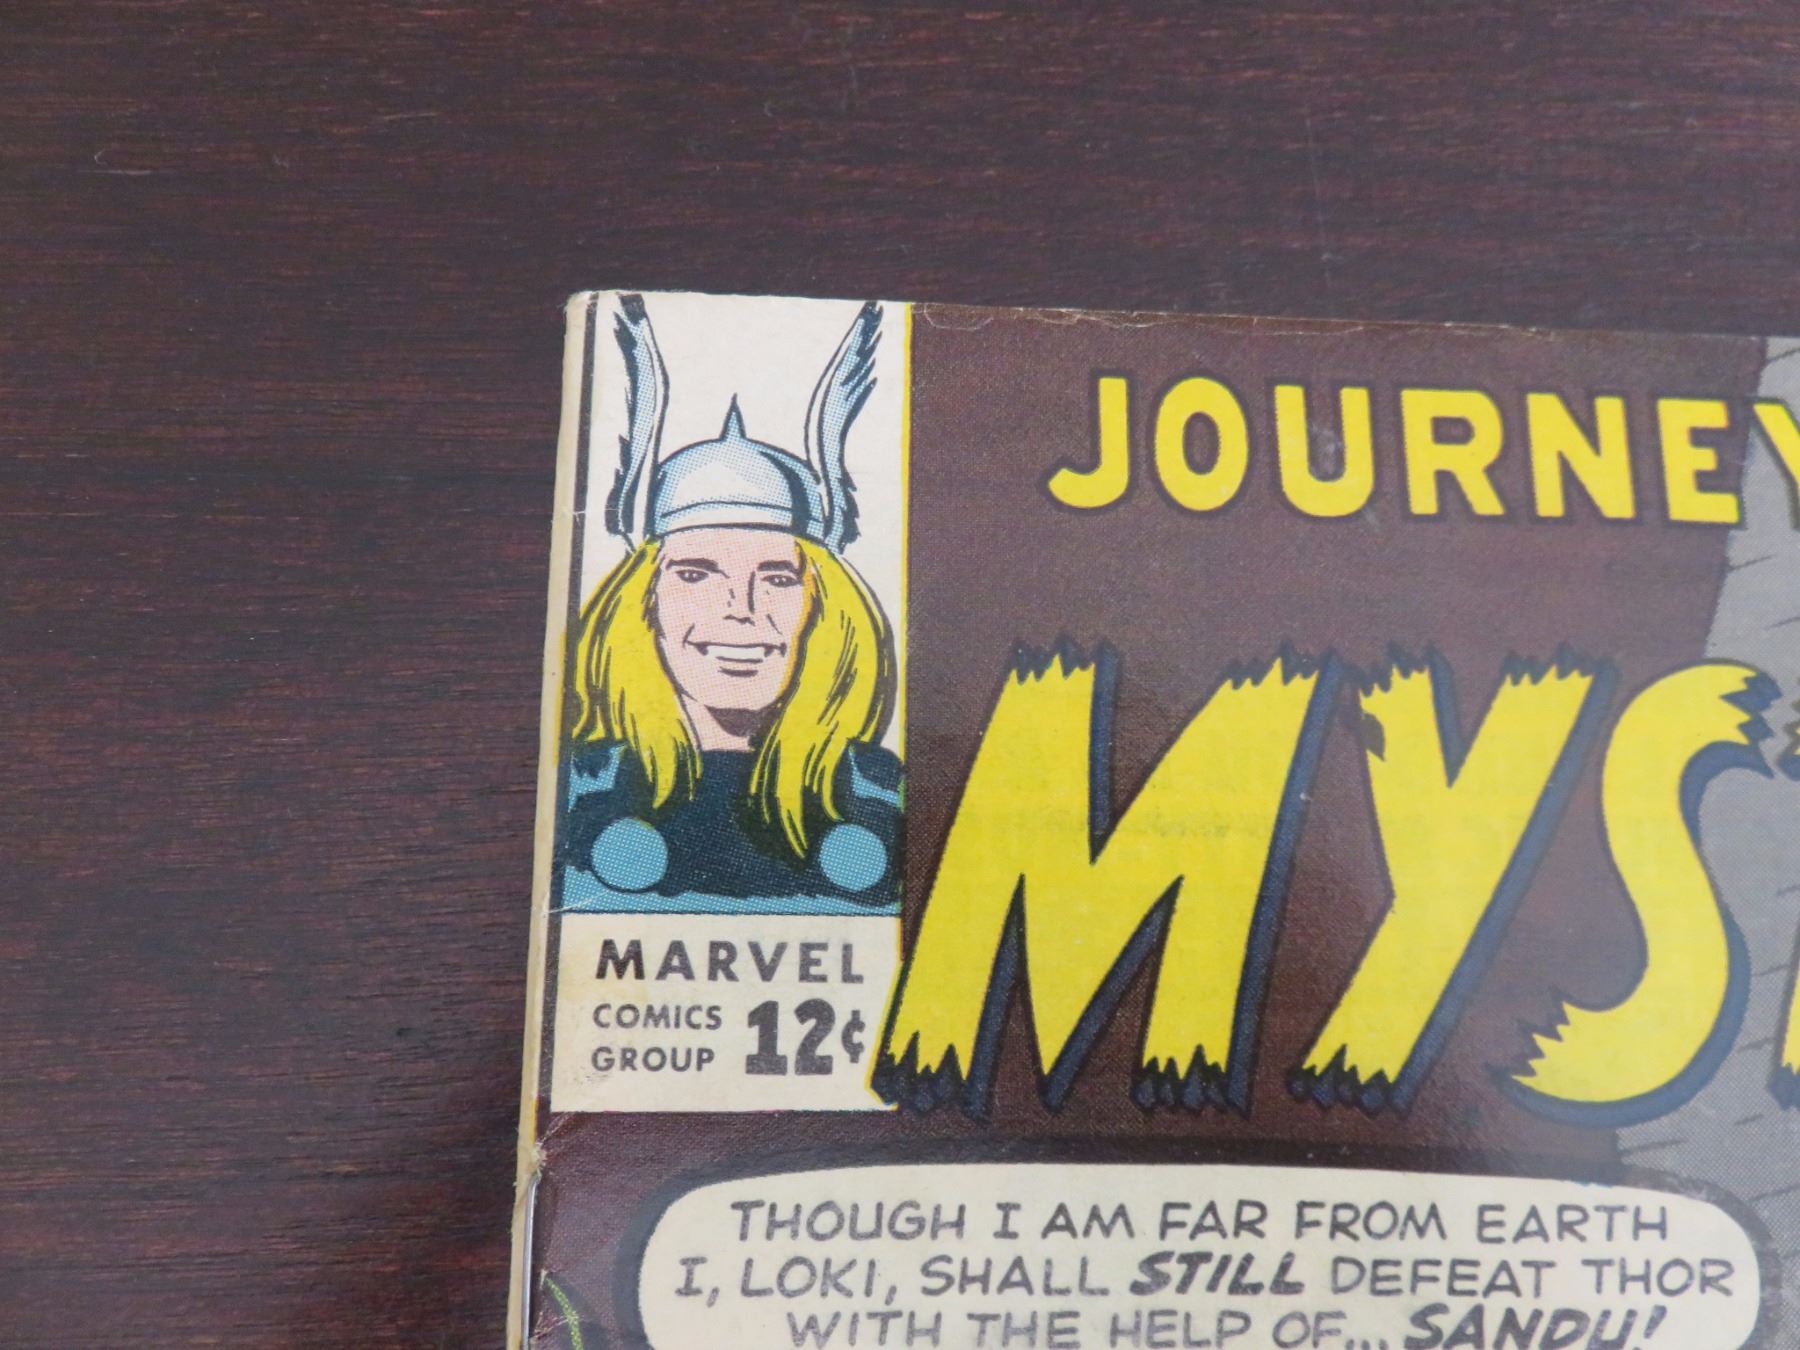 JOURNEY
MYS
MARVEL
COMICS
GROUP 12¢
THOUGH I AM FAR FROM EARTH
I, LOKI, SHALL STILL DEFEAT THOR
WITH THE HELP OF... SANDU!